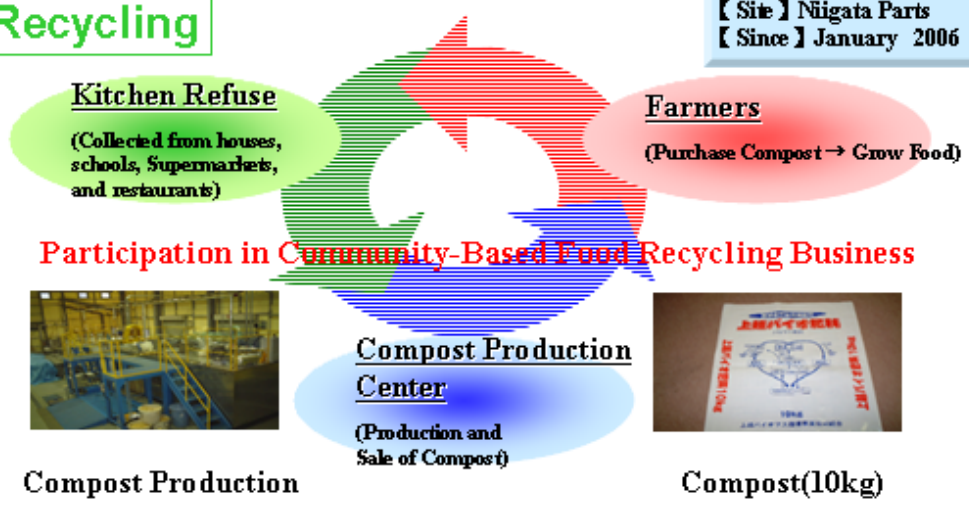 Recycling
【 Site 】 Niigata Parts
【 Since 】 January 2006
Kitchen Refuse
(Collected from houses,
schools, Supermarkets,
and restaurants)
Farmers
(Purchase Compost → Grow Food)
Participation in Community-Based Food Recycling Business
Compost Production
Center
(Production and
Sale of Compost)
Compost Production
Compost(10kg)